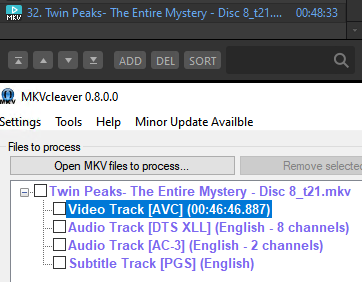 MKV 32. Twin Peaks- The Entire Mystery - Disc 8_t21.... 00:48:33
ADD DEL SORT
MKVcleaver 0.8.0.0
Settings Tools Help Minor Update Availble
Files to process
Open MKV files to process... Remove selected
Twin Peaks- The Entire Mystery - Disc 8_t21.mkv
Video Track [AVC] (00:46:46.887)
Audio Track [DTS XLL] (English - 8 channels)
Audio Track [AC-3] (English - 2 channels)
Subtitle Track [PGS] (English)